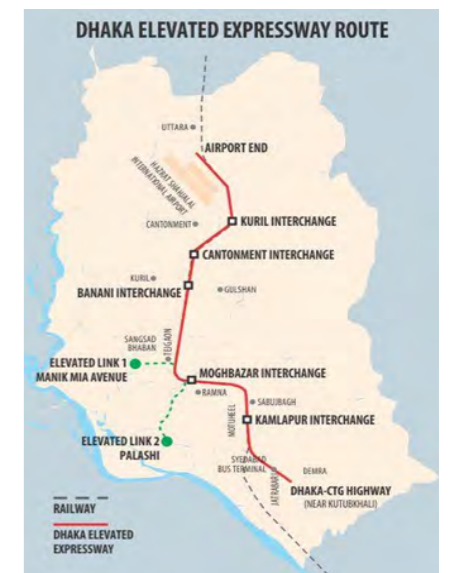 DHAKA ELEVATED EXPRESSWAY ROUTE
UTTARA
AIRPORT END
HAZRAT SHAHJALAL
INTERNATIONAL AIRPORT
KURIL INTERCHANGE
CANTONMENT
CANTONMENT INTERCHANGE
KURIL
BANANI INTERCHANGE
GULSHAN
SANGSAD
BHABAN
TEJGAON
ELEVATED LINK 1
MANIK MIA AVENUE
MOGHBAZAR INTERCHANGE
RAMNA
SABUJBAGH
MOTIJHEEL
KAMLAPUR INTERCHANGE
ELEVATED LINK 2
PALASHI
SYEDABAD
BUS TERMINAL
JATRABARI
DEMRA
DHAKA-CTG HIGHWAY
(NEAR KUTUBKHALI)
RAILWAY
DHAKA ELEVATED
EXPRESSWAY